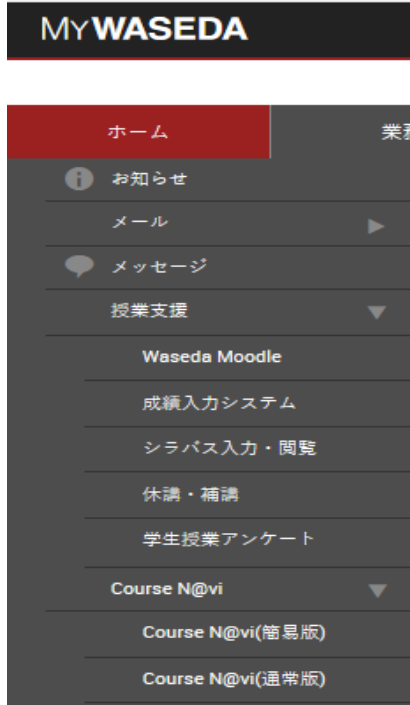 MYWASEDA
ホーム
お知らせ
メール
メッセージ
授業支援
Waseda Moodle
成績入力システム
シラバス入力・閲覧
休講・補講
学生授業アンケート
Course N@vi
Course N@vi(簡易版)
Course N@vi(通常版)